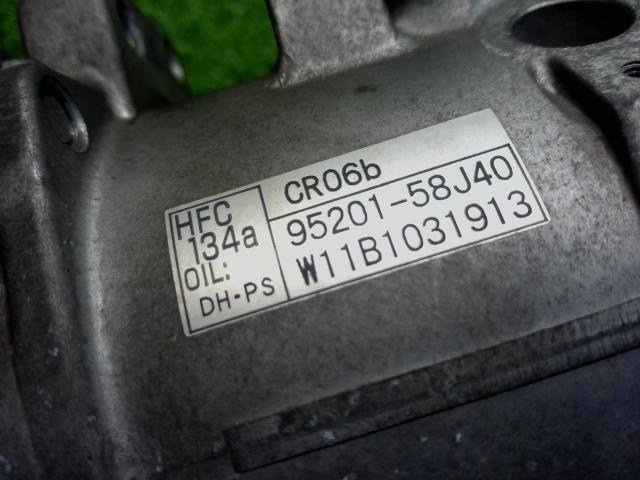 HFC
134a
OIL:
DH-PS
CR06b
95201-58J40
W11B1031913